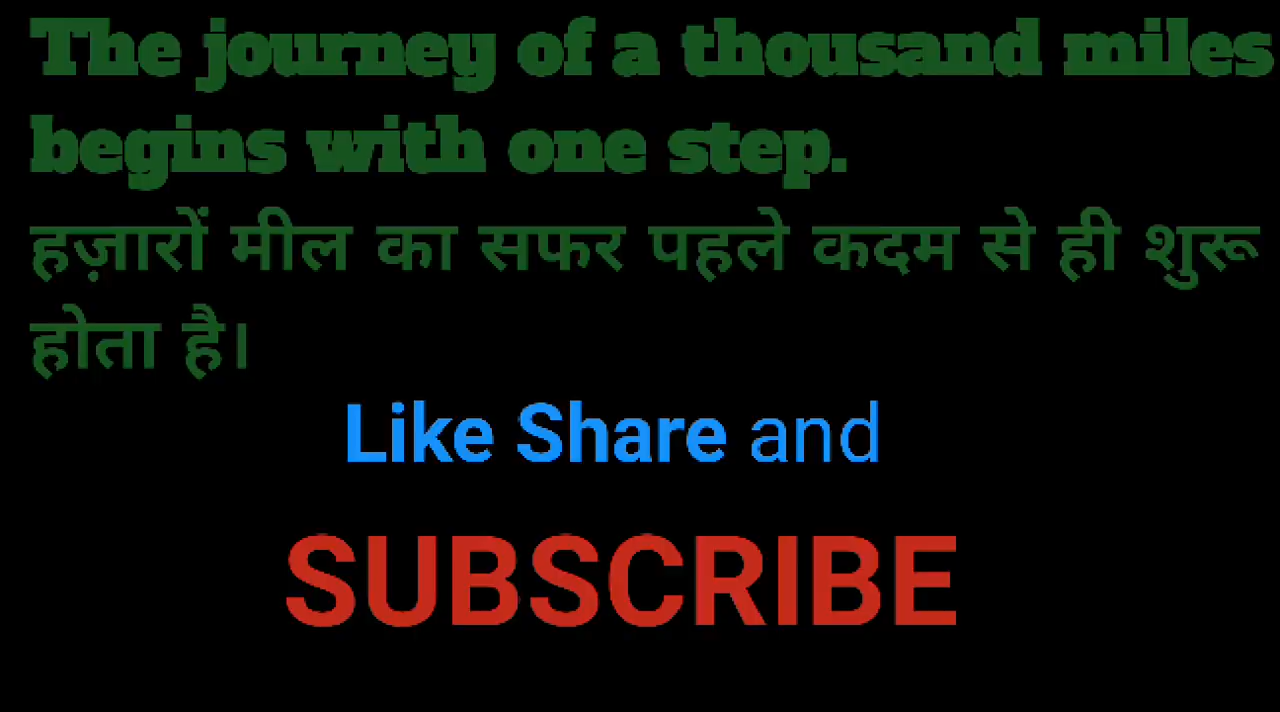 The journey of a thousand miles
begins with one step.
हज़ारों मील का सफर पहले कदम से ही शुरू
होता है।
Like Share and
SUBSCRIBE